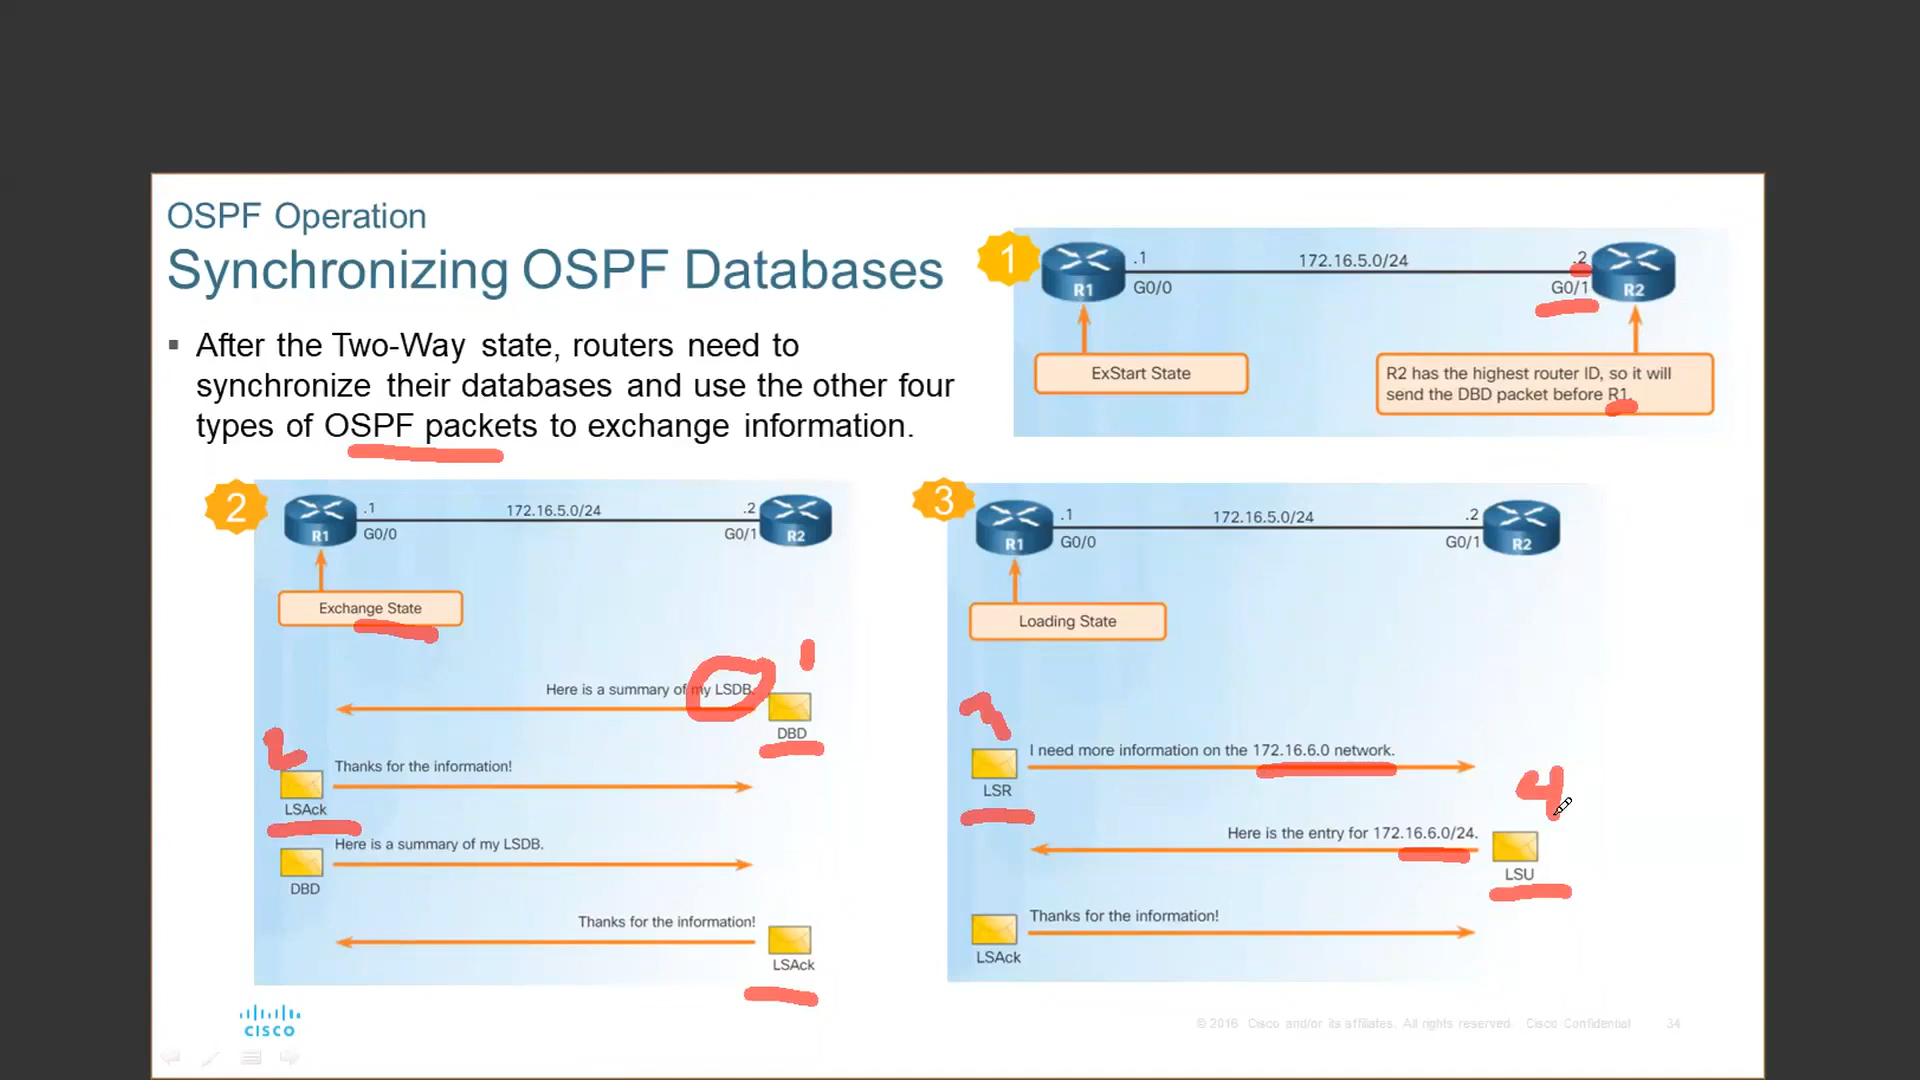 OSPF Operation
Synchronizing OSPF Databases
▪ After the Two-Way state, routers need to
synchronize their databases and use the other four
types of OSPF packets to exchange information.
1
.1
172.16.5.0/24
.2
R1
G0/0
G0/1
R2
ExStart State
R2 has the highest router ID, so it will
send the DBD packet before R1.
2
.1
172.16.5.0/24
.2
R1
G0/0
G0/1
R2
Exchange State
1
Here is a summary of my LSDB.
DBD
2
Thanks for the information!
LSAck
Here is a summary of my LSDB.
DBD
Thanks for the information!
LSAck
3
.1
172.16.5.0/24
.2
R1
G0/0
G0/1
R2
Loading State
I need more information on the 172.16.6.0 network.
LSR
4
Here is the entry for 172.16.6.0/24.
LSU
Thanks for the information!
LSAck
CISCO
© 2016 Cisco and/or its affiliates. All rights reserved. Cisco Confidential 34